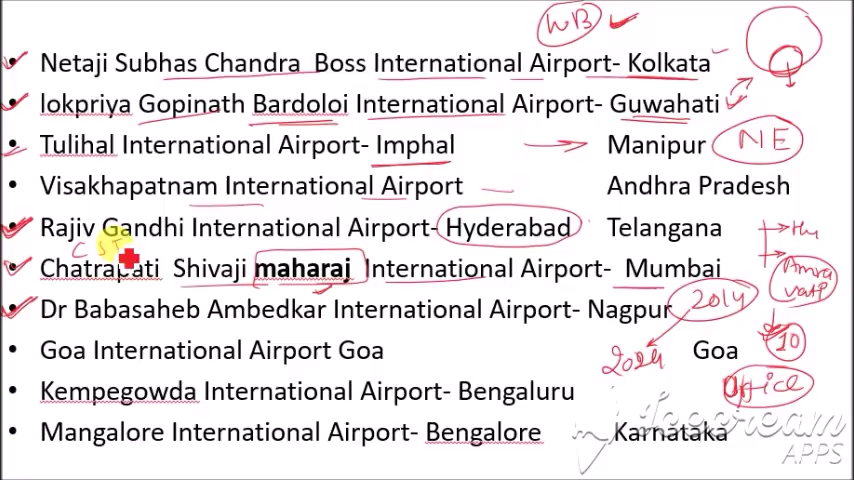 WB
• Netaji Subhas Chandra Boss International Airport- Kolkata
• lokpriya Gopinath Bardoloi International Airport- Guwahati
• Tulihal International Airport- Imphal Manipur NE
• Visakhapatnam International Airport Andhra Pradesh
• Rajiv Gandhi International Airport- Hyderabad Telangana
CST
• Chatrapati Shivaji maharaj International Airport- Mumbai
• Dr Babasaheb Ambedkar International Airport- Nagpur 2014
• Goa International Airport Goa 2024 Goa 10
• Kempegowda International Airport- Bengaluru Office
• Mangalore International Airport- Bengalore Karnataka
APPS